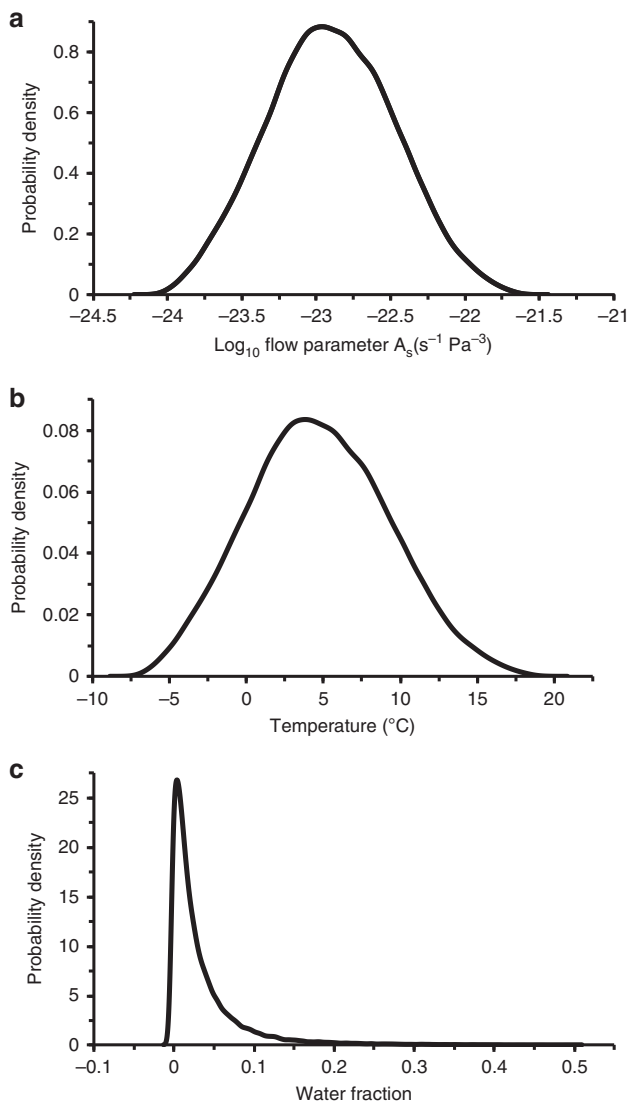 a
Probability density
0.8
0.6
0.4
0.2
0
–24.5 –24 –23.5 –23 –22.5 –22 –21.5 –21
Log₁₀ flow parameter Aₛ(s⁻¹ Pa⁻³)
b
Probability density
0.08
0.06
0.04
0.02
0
–10 –5 0 5 10 15 20
Temperature (°C)
c
Probability density
25
20
15
10
5
0
–0.1 0 0.1 0.2 0.3 0.4 0.5
Water fraction